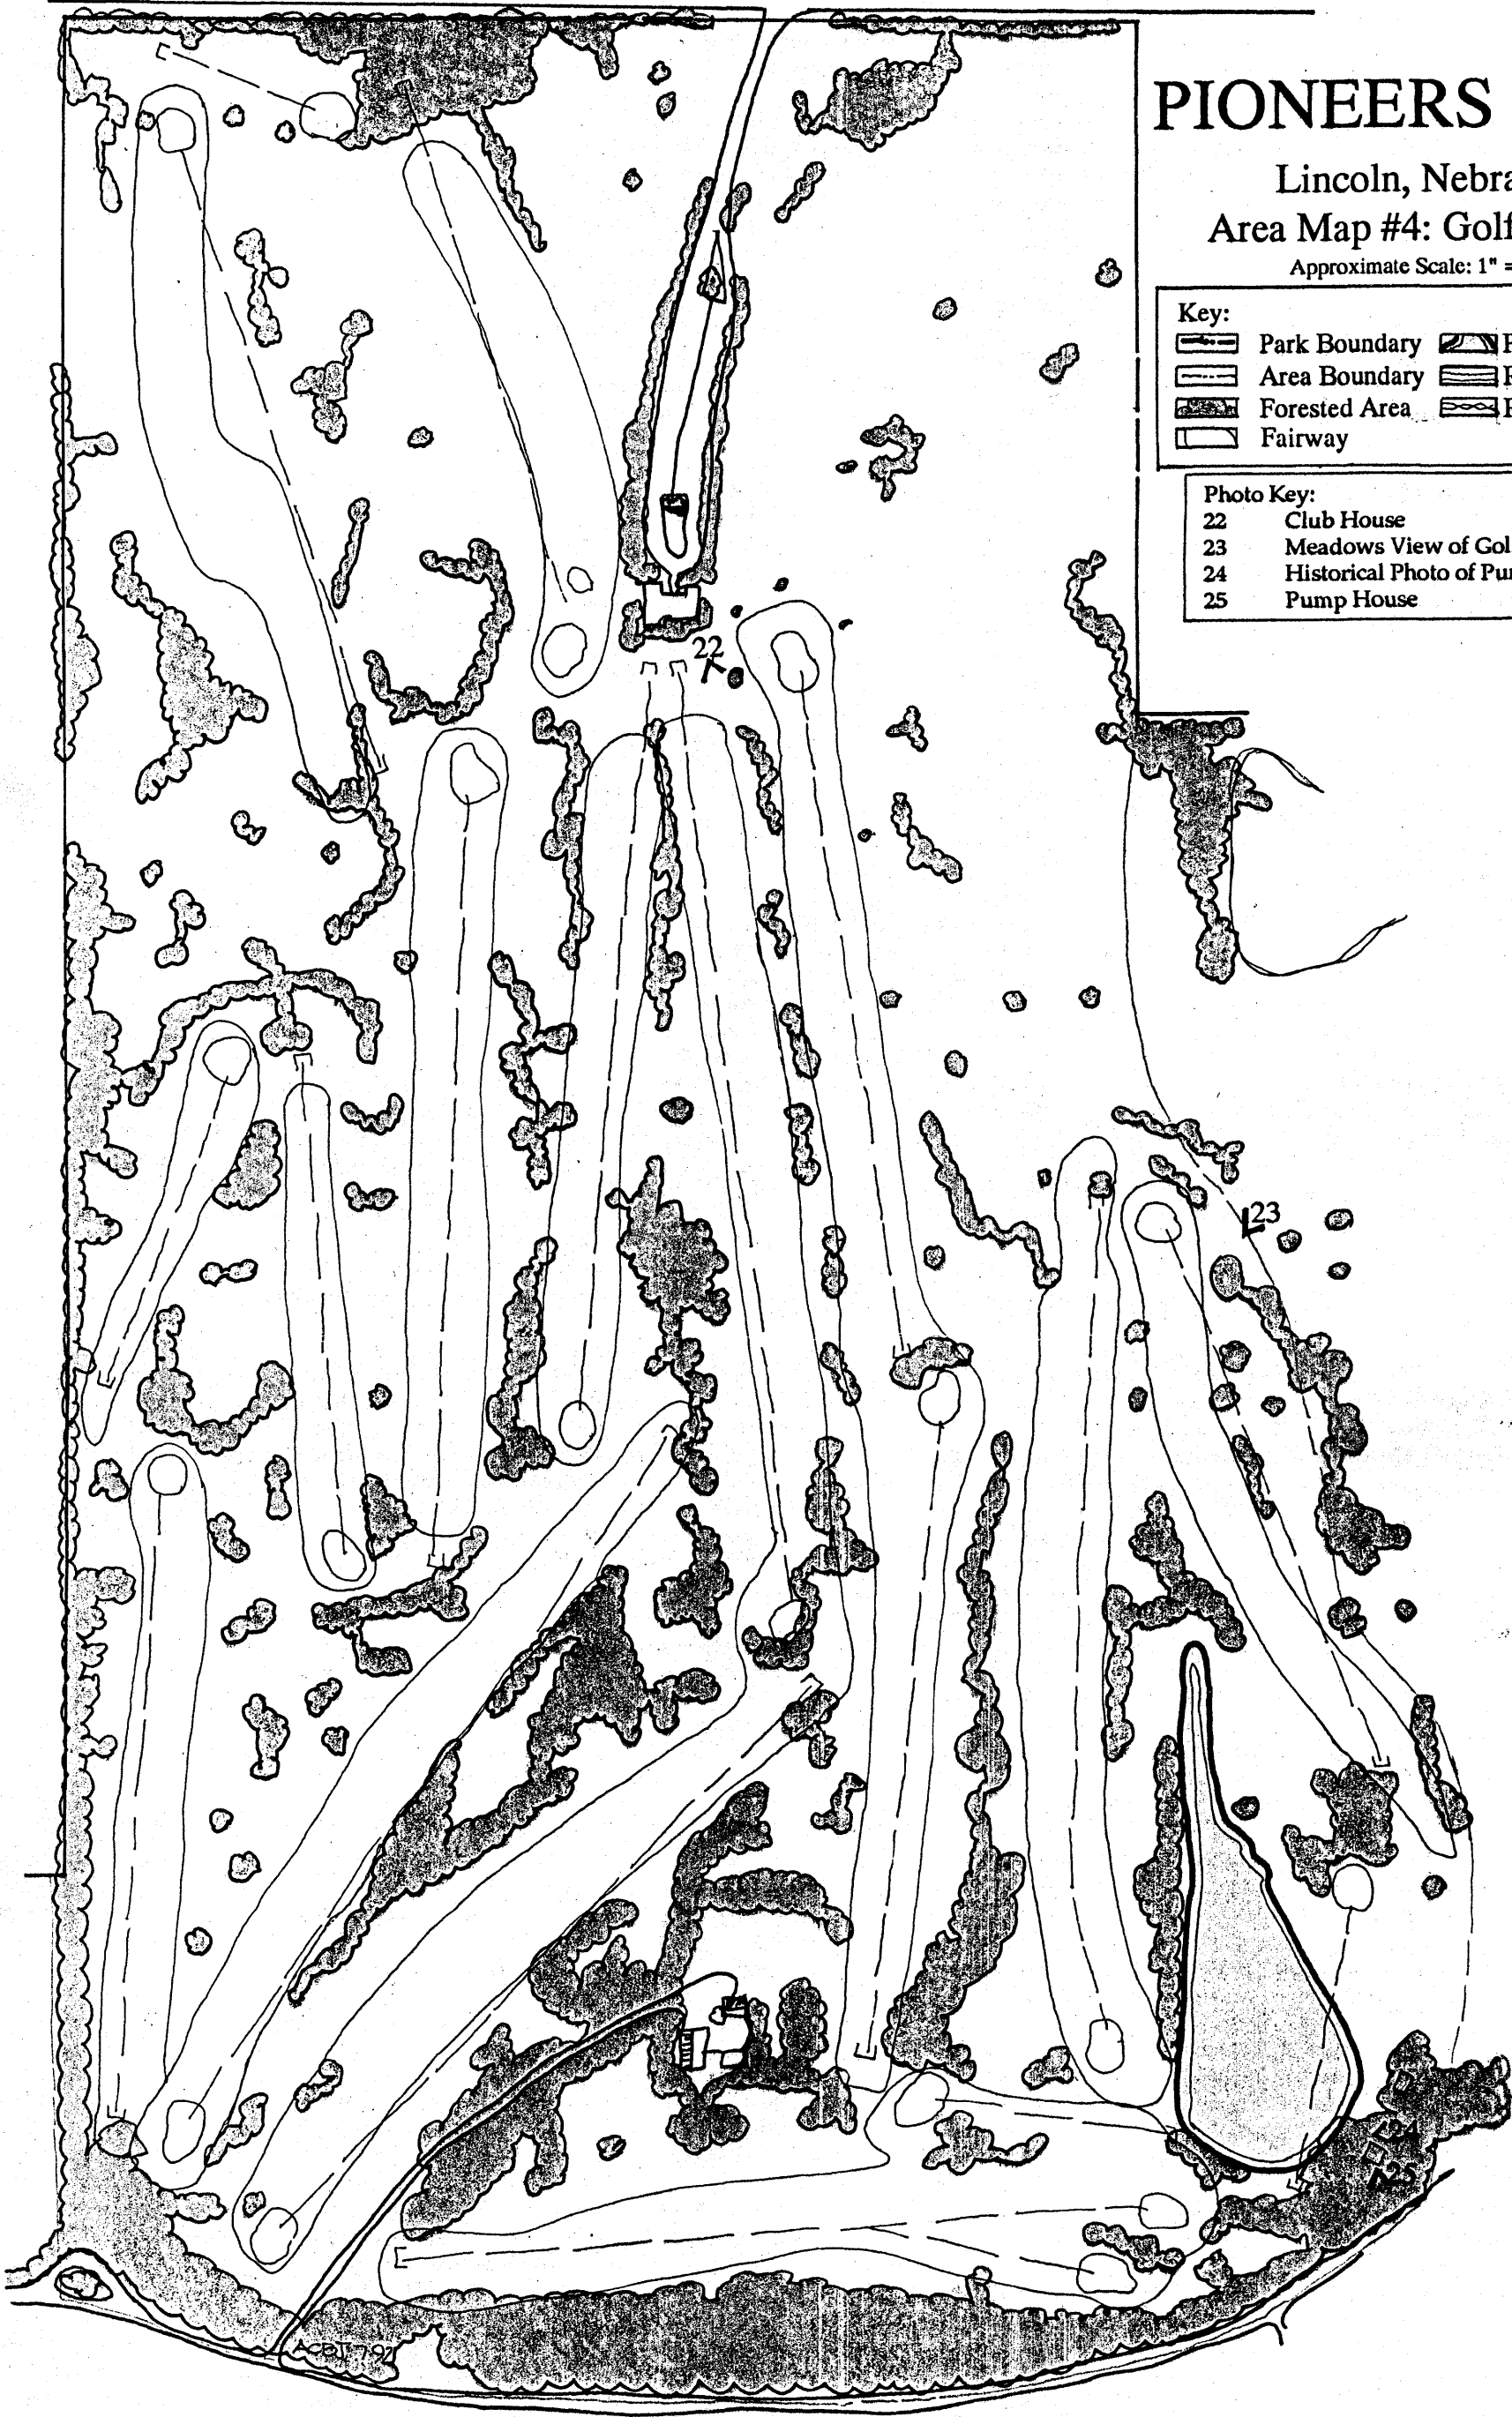 PIONEERS
Lincoln, Nebra
Area Map #4: Golf
Approximate Scale: 1" =
Key:
Park Boundary
Area Boundary
Forested Area
Fairway
Photo Key:
22 Club House
23 Meadows View of Gol
24 Historical Photo of Pu
25 Pump House
22
23
24
25